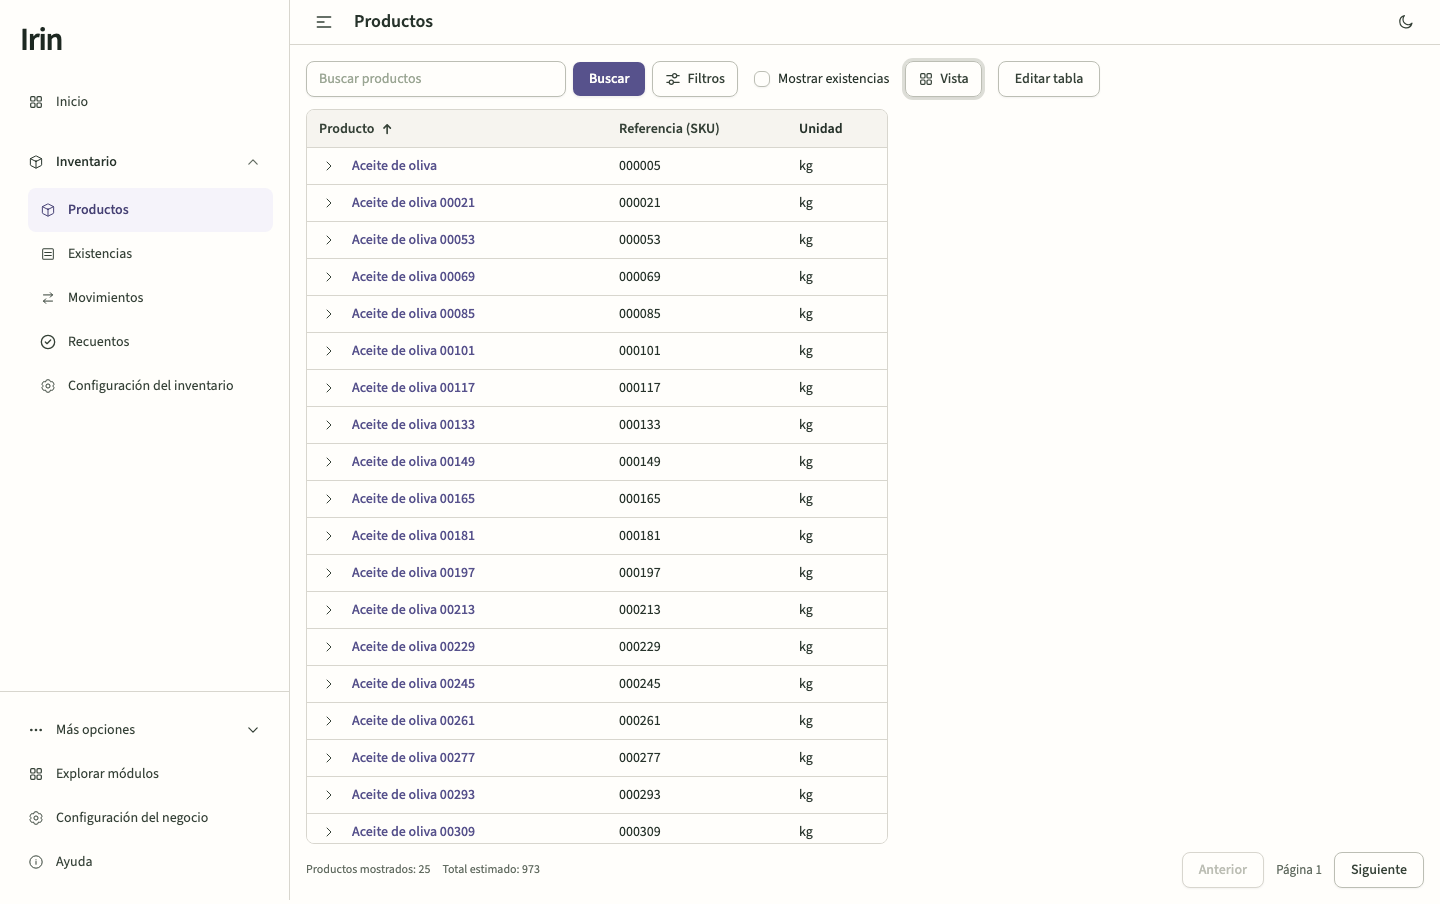 Irin
Productos
Inicio
Inventario
Productos
Existencias
Movimientos
Recuentos
Configuración del inventario
Más opciones
Explorar módulos
Configuración del negocio
Ayuda
Buscar productos Buscar Filtros Mostrar existencias Vista Editar tabla
Producto Referencia (SKU) Unidad
Aceite de oliva 000005 kg
Aceite de oliva 00021 000021 kg
Aceite de oliva 00053 000053 kg
Aceite de oliva 00069 000069 kg
Aceite de oliva 00085 000085 kg
Aceite de oliva 00101 000101 kg
Aceite de oliva 00117 000117 kg
Aceite de oliva 00133 000133 kg
Aceite de oliva 00149 000149 kg
Aceite de oliva 00165 000165 kg
Aceite de oliva 00181 000181 kg
Aceite de oliva 00197 000197 kg
Aceite de oliva 00213 000213 kg
Aceite de oliva 00229 000229 kg
Aceite de oliva 00245 000245 kg
Aceite de oliva 00261 000261 kg
Aceite de oliva 00277 000277 kg
Aceite de oliva 00293 000293 kg
Aceite de oliva 00309 000309 kg
Productos mostrados: 25 Total estimado: 973 Anterior Página 1 Siguiente